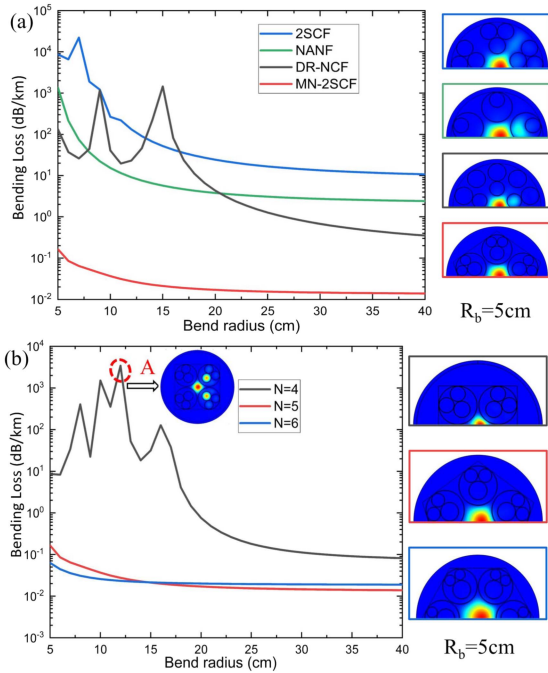 (a)
10^5
10^4
10^3
10^2
10^1
10^0
10^-1
10^-2
Bending Loss (dB/km)
2SCF
NANF
DR-NCF
MN-2SCF
5 10 15 20 25 30 35 40
Bend radius (cm)
R_b=5cm
(b)
10^4
10^3
10^2
10^1
10^0
10^-1
10^-2
10^-3
Bending Loss (dB/km)
A
N=4
N=5
N=6
5 10 15 20 25 30 35 40
Bend radius (cm)
R_b=5cm